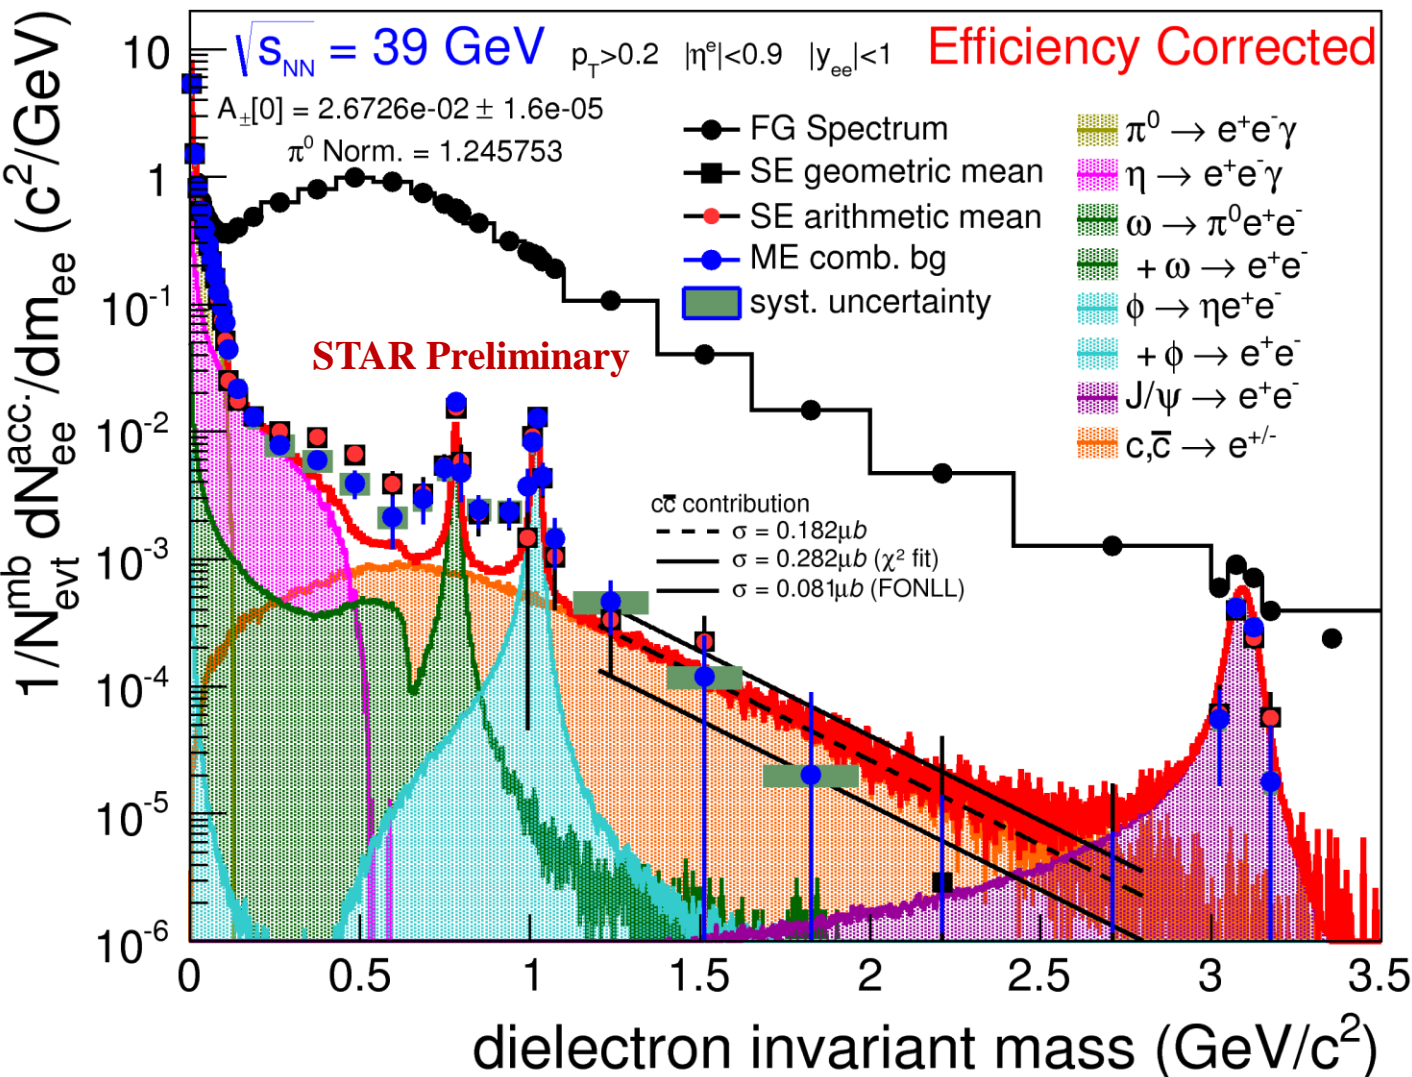 √s_NN = 39 GeV   p_T>0.2   |η^e|<0.9   |y_ee|<1   Efficiency Corrected
A_±[0] = 2.6726e-02 ± 1.6e-05
π^0 Norm. = 1.245753
FG Spectrum
SE geometric mean
SE arithmetic mean
ME comb. bg
syst. uncertainty
π^0 → e^+e^-γ
η → e^+e^-γ
ω → π^0e^+e^-
+ ω → e^+e^-
ϕ → ηe^+e^-
+ ϕ → e^+e^-
J/ψ → e^+e^-
c,c̄ → e^+/-
STAR Preliminary
cc̄ contribution
σ = 0.182μb
σ = 0.282μb (χ² fit)
σ = 0.081μb (FONLL)
1/N_evt^mb dN_ee^acc./dm_ee (c^2/GeV)
10
1
10^-1
10^-2
10^-3
10^-4
10^-5
10^-6
0 0.5 1 1.5 2 2.5 3 3.5
dielectron invariant mass (GeV/c^2)